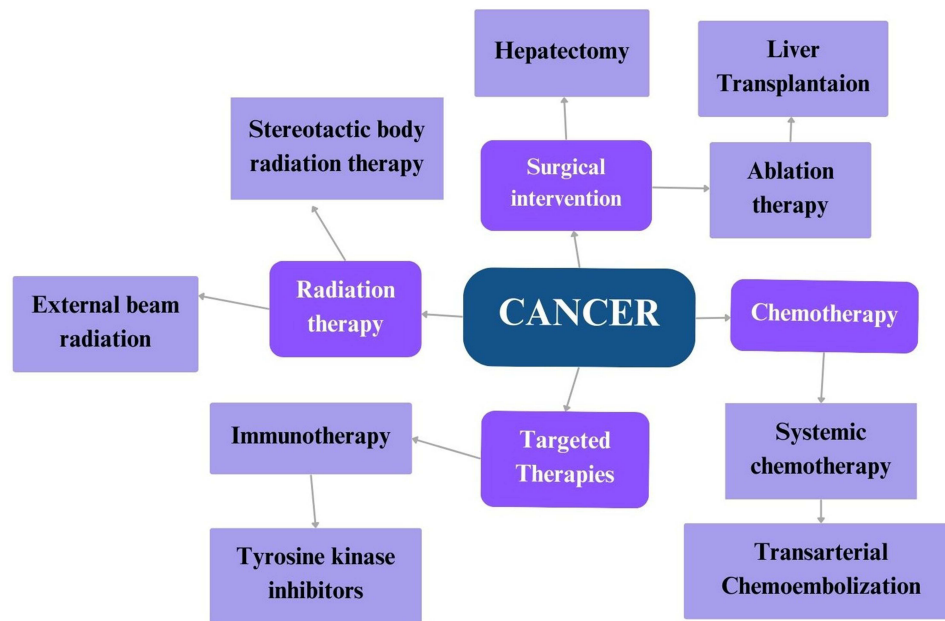 Hepatectomy
Liver
Transplantaion
Stereotactic body
radiation therapy
Surgical
intervention
Ablation
therapy
External beam
radiation
Radiation
therapy
CANCER
Chemotherapy
Immunotherapy
Targeted
Therapies
Systemic
chemotherapy
Tyrosine kinase
inhibitors
Transarterial
Chemoembolization